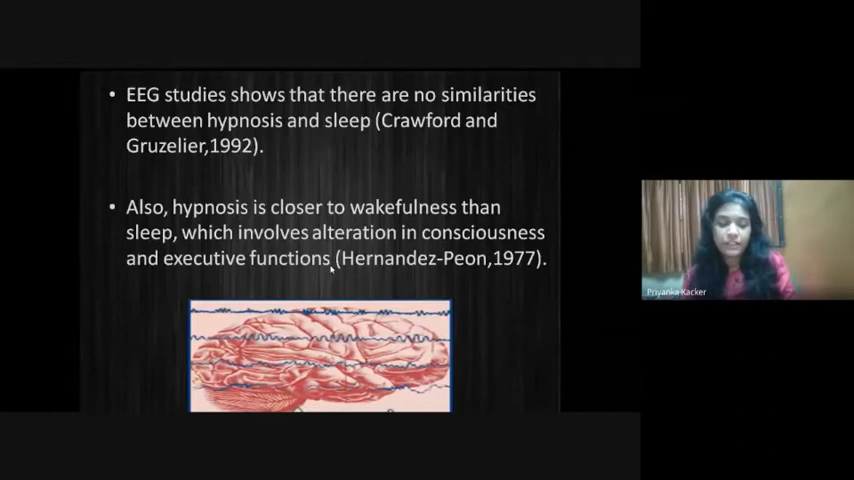 • EEG studies shows that there are no similarities
between hypnosis and sleep (Crawford and
Gruzelier,1992).
• Also, hypnosis is closer to wakefulness than
sleep, which involves alteration in consciousness
and executive functions (Hernandez-Peon,1977).
Priyanka Kacker